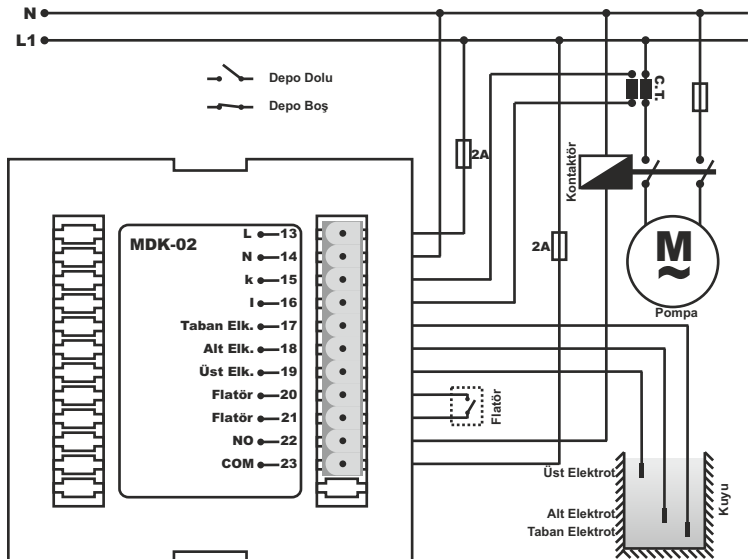 N
L1
Depo Dolu
Depo Boş
C.T.
2A
Kontaktör
2A
M
~
Pompa
MDK-02
L 13
N 14
k 15
l 16
Taban Elk. 17
Alt Elk. 18
Üst Elk. 19
Flatör 20
Flatör 21
NO 22
COM 23
Flatör
Üst Elektrot
Alt Elektrot
Taban Elektrot
Kuyu